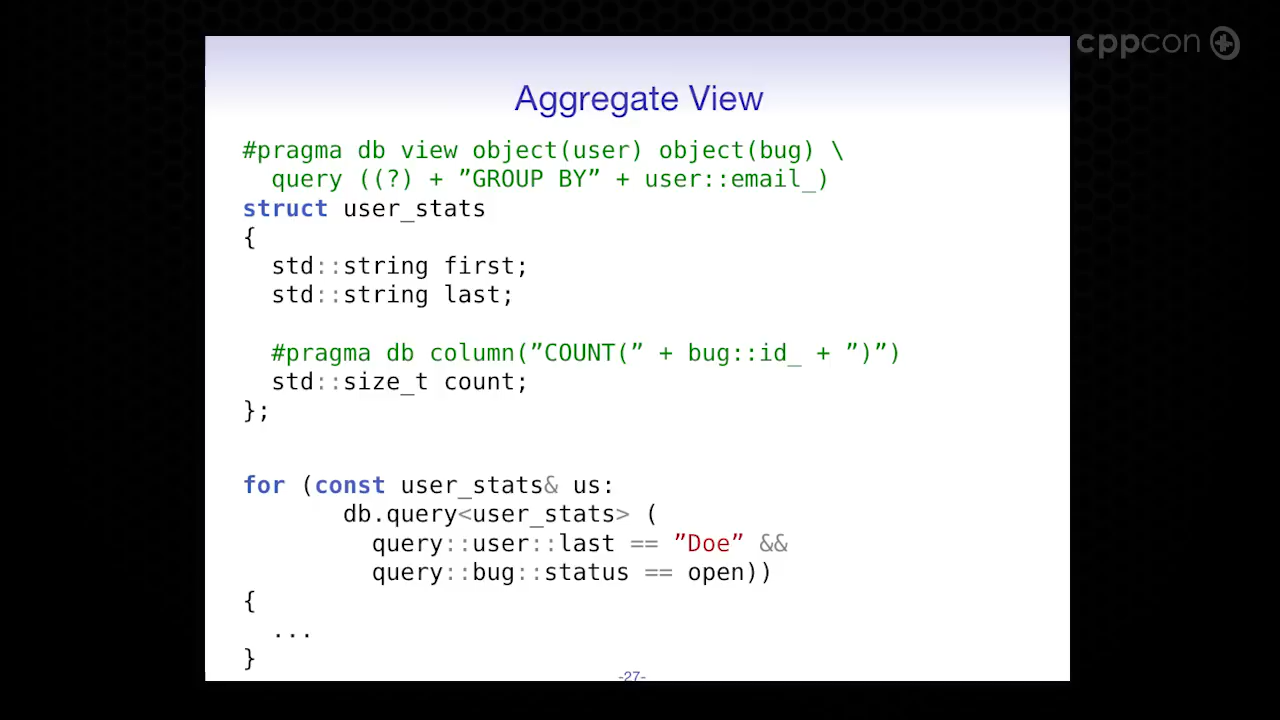 cppcon
Aggregate View
#pragma db view object(user) object(bug) \
  query ((?) + ”GROUP BY” + user::email_)
struct user_stats
{
  std::string first;
  std::string last;

  #pragma db column(”COUNT(” + bug::id_ + ”)”)
  std::size_t count;
};

for (const user_stats& us:
       db.query<user_stats> (
         query::user::last == ”Doe” &&
         query::bug::status == open))
{
  ...
}
-27-